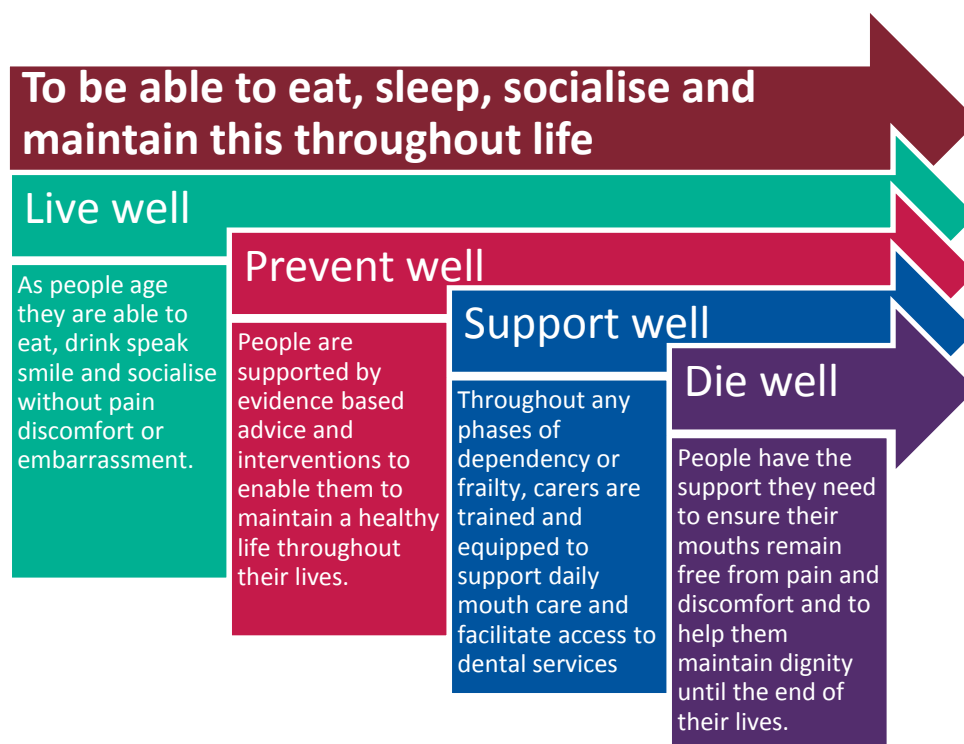 To be able to eat, sleep, socialise and
maintain this throughout life
Live well
As people age
they are able to
eat, drink speak
smile and socialise
without pain
discomfort or
embarrassment.
Prevent well
People are
supported by
evidence based
advice and
interventions to
enable them to
maintain a healthy
life throughout
their lives.
Support well
Throughout any
phases of
dependency or
frailty, carers are
trained and
equipped to
support daily
mouth care and
facilitate access to
dental services
Die well
People have the
support they need
to ensure their
mouths remain
free from pain and
discomfort and to
help them
maintain dignity
until the end of
their lives.